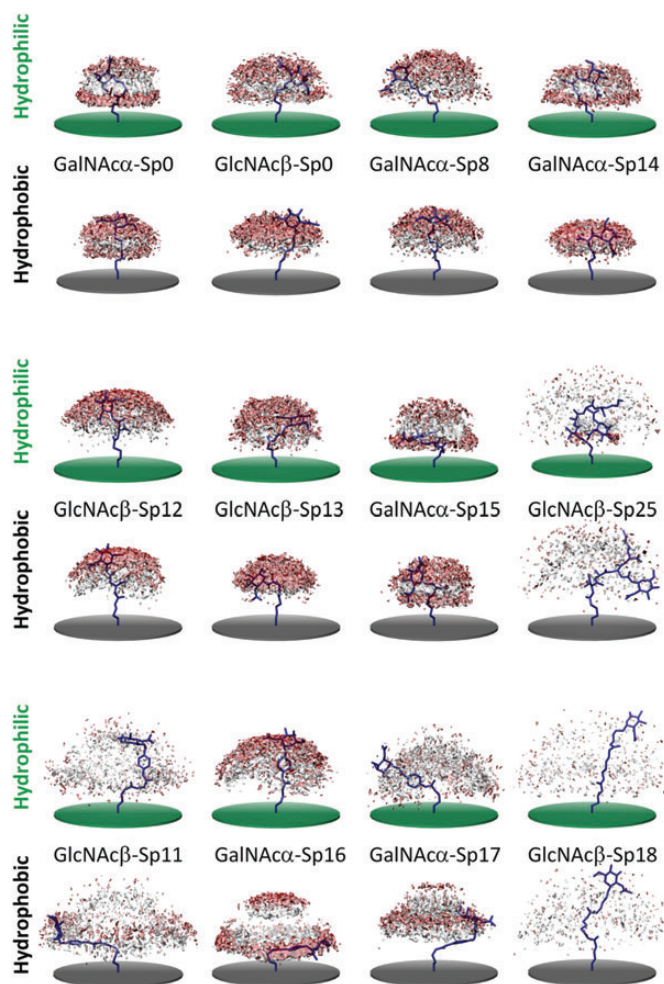 Hydrophilic
GalNAcα-Sp0 GlcNAcβ-Sp0 GalNAcα-Sp8 GalNAcα-Sp14
Hydrophobic
Hydrophilic
GlcNAcβ-Sp12 GlcNAcβ-Sp13 GalNAcα-Sp15 GlcNAcβ-Sp25
Hydrophobic
Hydrophilic
GlcNAcβ-Sp11 GalNAcα-Sp16 GalNAcα-Sp17 GlcNAcβ-Sp18
Hydrophobic